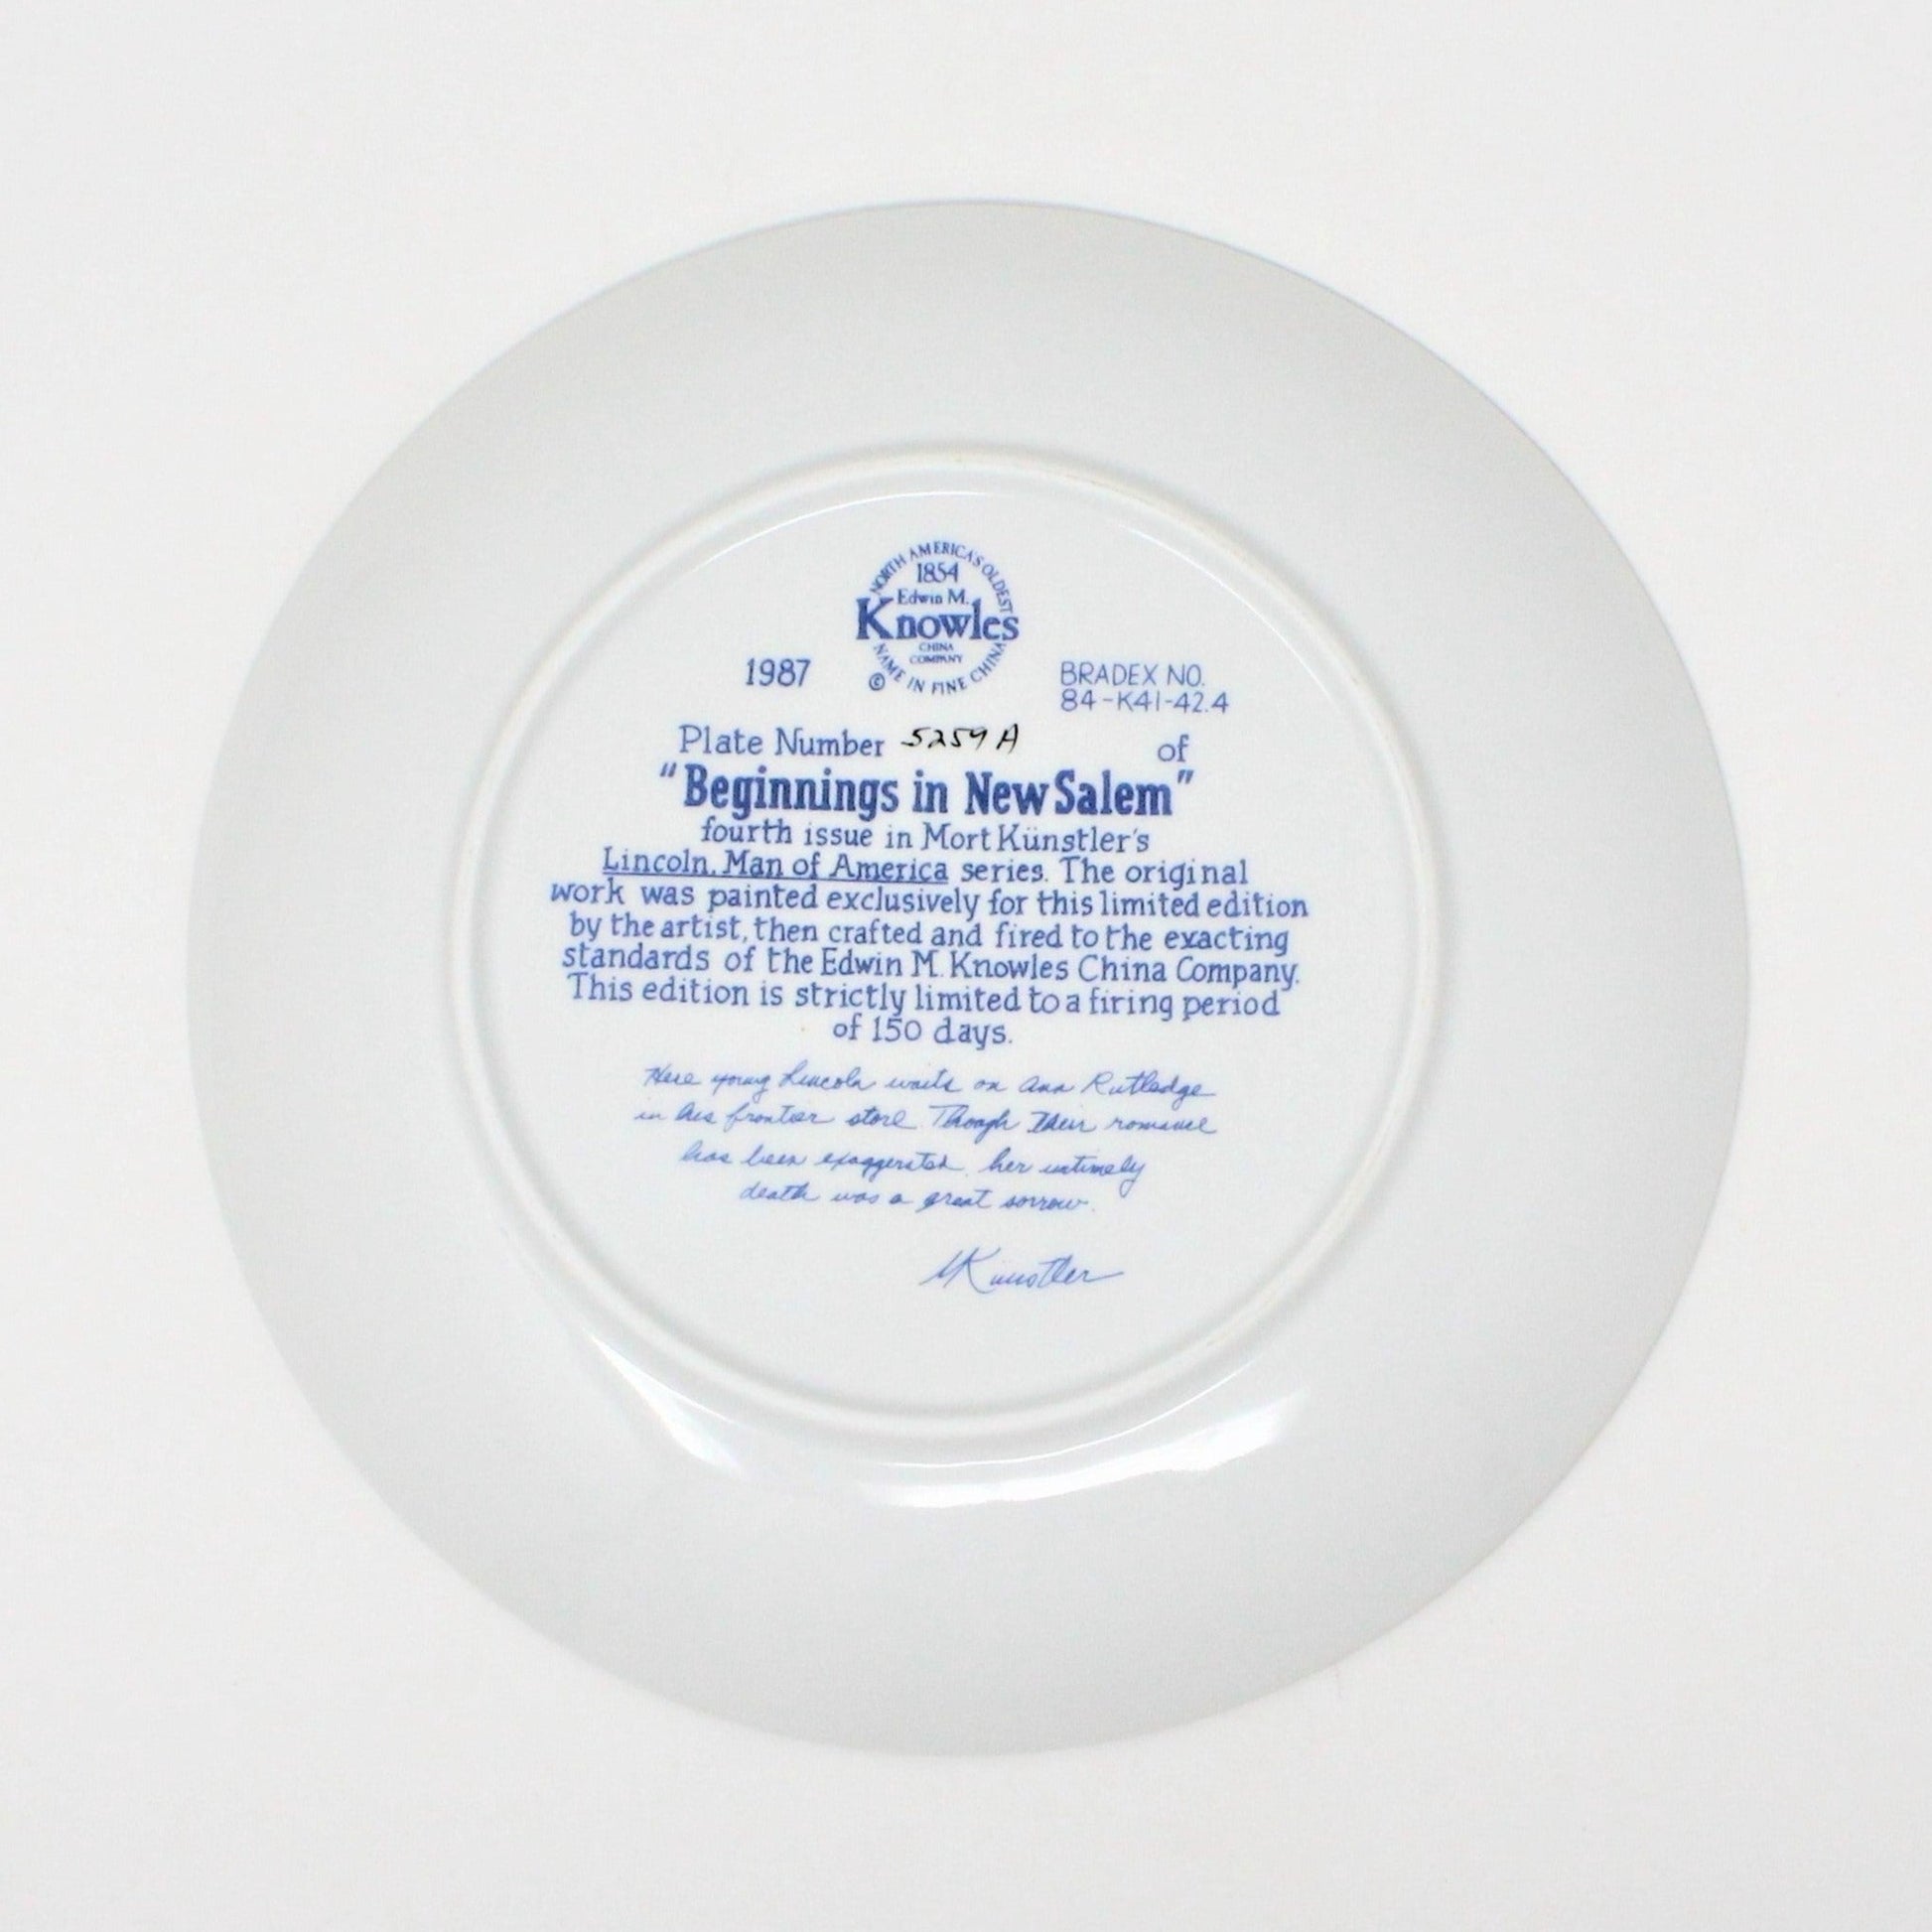 NORTH AMERICA'S OLDEST
1854
Edwin M.
Knowles
CHINA
COMPANY
NAME IN FINE CHINA
©
1987
BRADEX NO.
84-K41-42.4
Plate Number 5259A of
"Beginnings in New Salem"
fourth issue in Mort Künstler's
Lincoln, Man of America series. The original
work was painted exclusively for this limited edition
by the artist, then crafted and fired to the exacting
standards of the Edwin M. Knowles China Company.
This edition is strictly limited to a firing period
of 150 days.
Here young Lincoln waits on Ann Rutledge
in his frontier store. Though their romance
has been exaggerated, her untimely
death was a great sorrow.
MKunstler